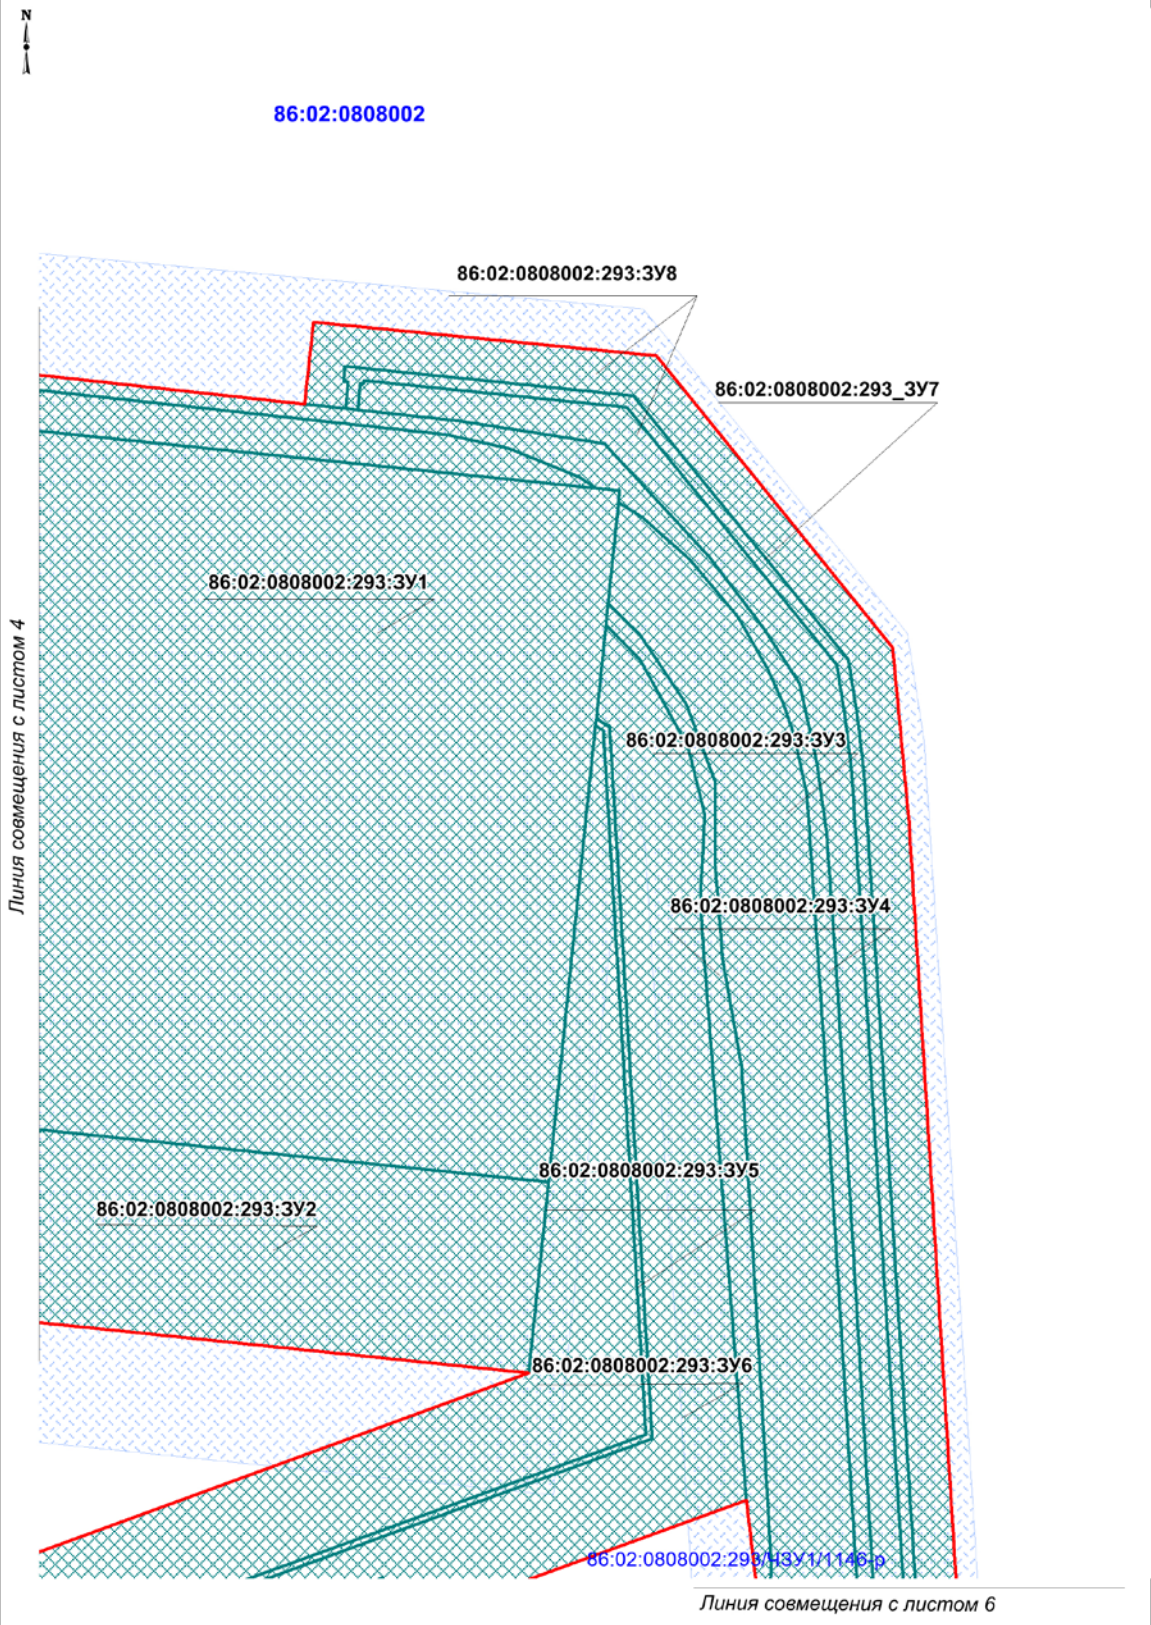 N
86:02:0808002
86:02:0808002:293:ЗУ8
86:02:0808002:293_ЗУ7
86:02:0808002:293:ЗУ1
Линия совмещения с листом 4
86:02:0808002:293:ЗУ3
86:02:0808002:293:ЗУ4
86:02:0808002:293:ЗУ5
86:02:0808002:293:ЗУ2
86:02:0808002:293:ЗУ6
86:02:0808002:293/ЧЗУ1/1146-р
Линия совмещения с листом 6